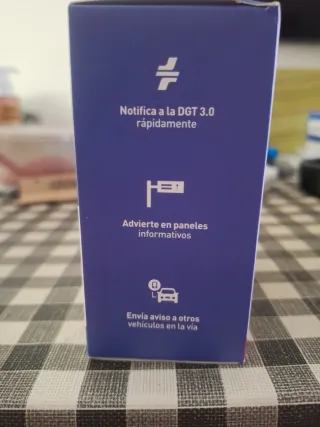 Notifica a la DGT 3.0
rápidamente
Advierte en paneles
informativos
Envía aviso a otros
vehículos en la vía